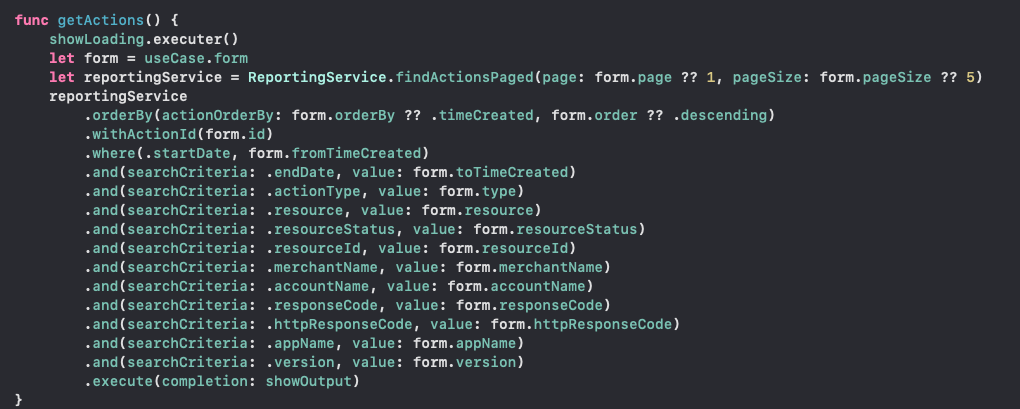 func getActions() {
    showLoading.executer()
    let form = useCase.form
    let reportingService = ReportingService.findActionsPaged(page: form.page ?? 1, pageSize: form.pageSize ?? 5)
    reportingService
        .orderBy(actionOrderBy: form.orderBy ?? .timeCreated, form.order ?? .descending)
        .withActionId(form.id)
        .where(.startDate, form.fromTimeCreated)
        .and(searchCriteria: .endDate, value: form.toTimeCreated)
        .and(searchCriteria: .actionType, value: form.type)
        .and(searchCriteria: .resource, value: form.resource)
        .and(searchCriteria: .resourceStatus, value: form.resourceStatus)
        .and(searchCriteria: .resourceId, value: form.resourceId)
        .and(searchCriteria: .merchantName, value: form.merchantName)
        .and(searchCriteria: .accountName, value: form.accountName)
        .and(searchCriteria: .responseCode, value: form.responseCode)
        .and(searchCriteria: .httpResponseCode, value: form.httpResponseCode)
        .and(searchCriteria: .appName, value: form.appName)
        .and(searchCriteria: .version, value: form.version)
        .execute(completion: showOutput)
}